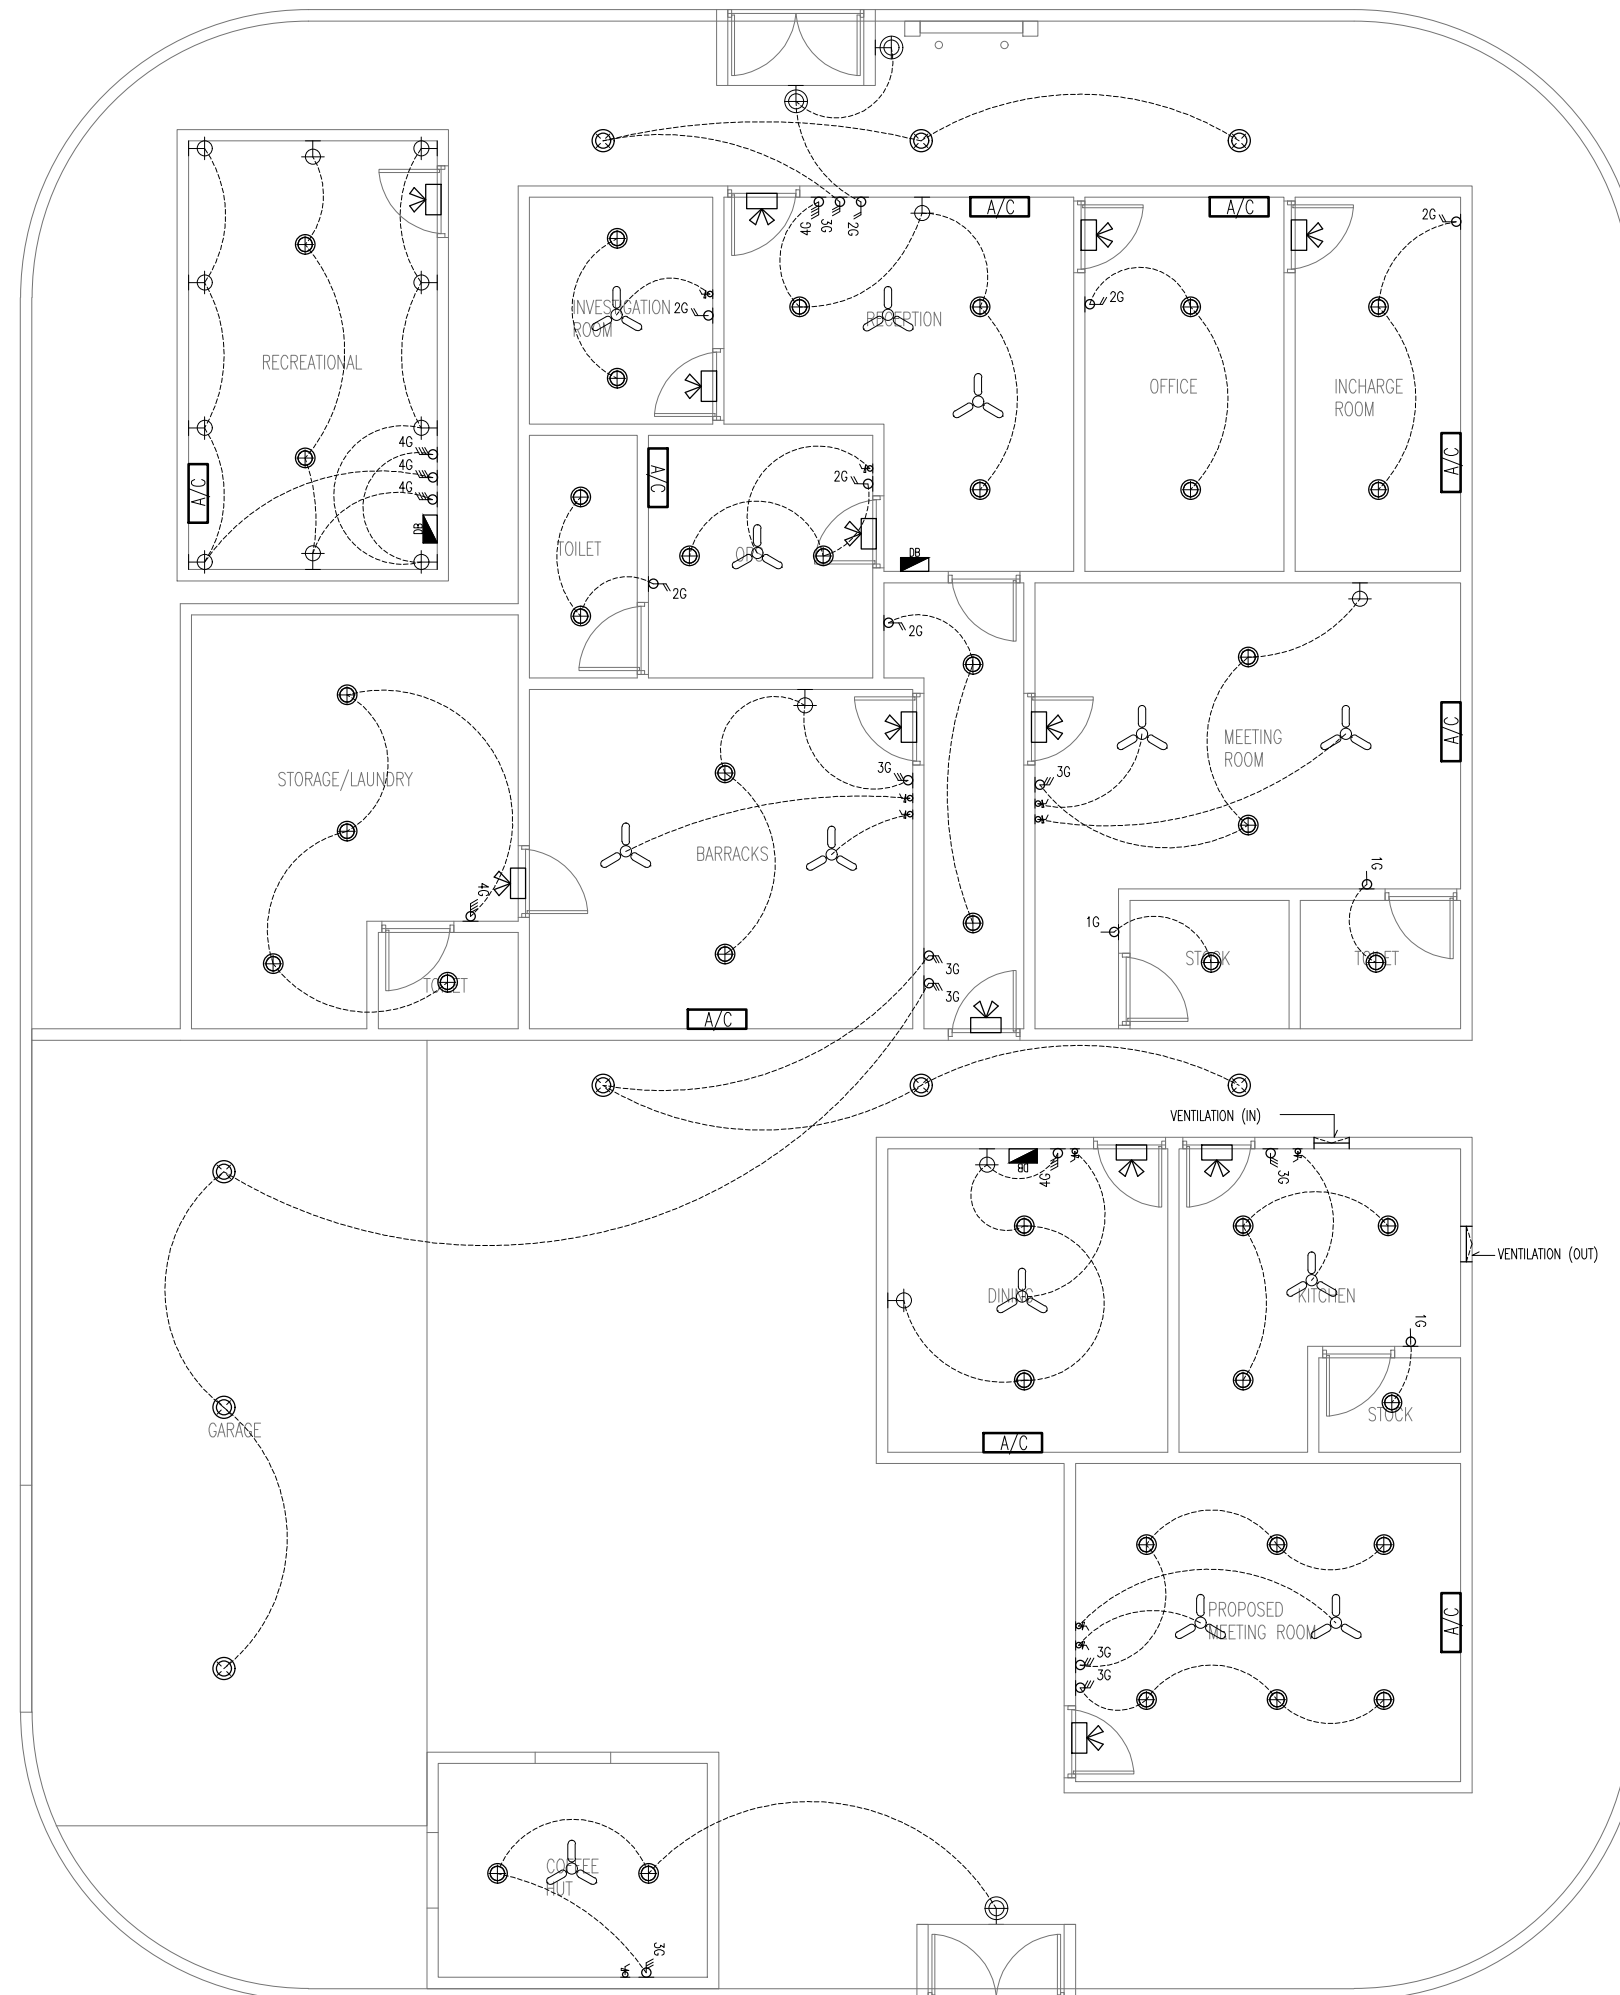 A/C
A/C
2G
4G
3G
2G
INVESTIGATION
ROOM
2G
RECEPTION
2G
RECREATIONAL
OFFICE
INCHARGE
ROOM
4G
4G
4G
A/C
DB
A/C
A/C
2G
TOILET
DB
2G
2G
STORAGE/LAUNDRY
MEETING
ROOM
A/C
3G
3G
BARRACKS
4G
1G
1G
TOILET
STOCK
TOILET
3G
3G
A/C
VENTILATION (IN)
DB
4G
3G
VENTILATION (OUT)
DINING
KITCHEN
1G
GARAGE
STOCK
A/C
PROPOSED
MEETING ROOM
A/C
3G
3G
COFFEE
HUT
3G